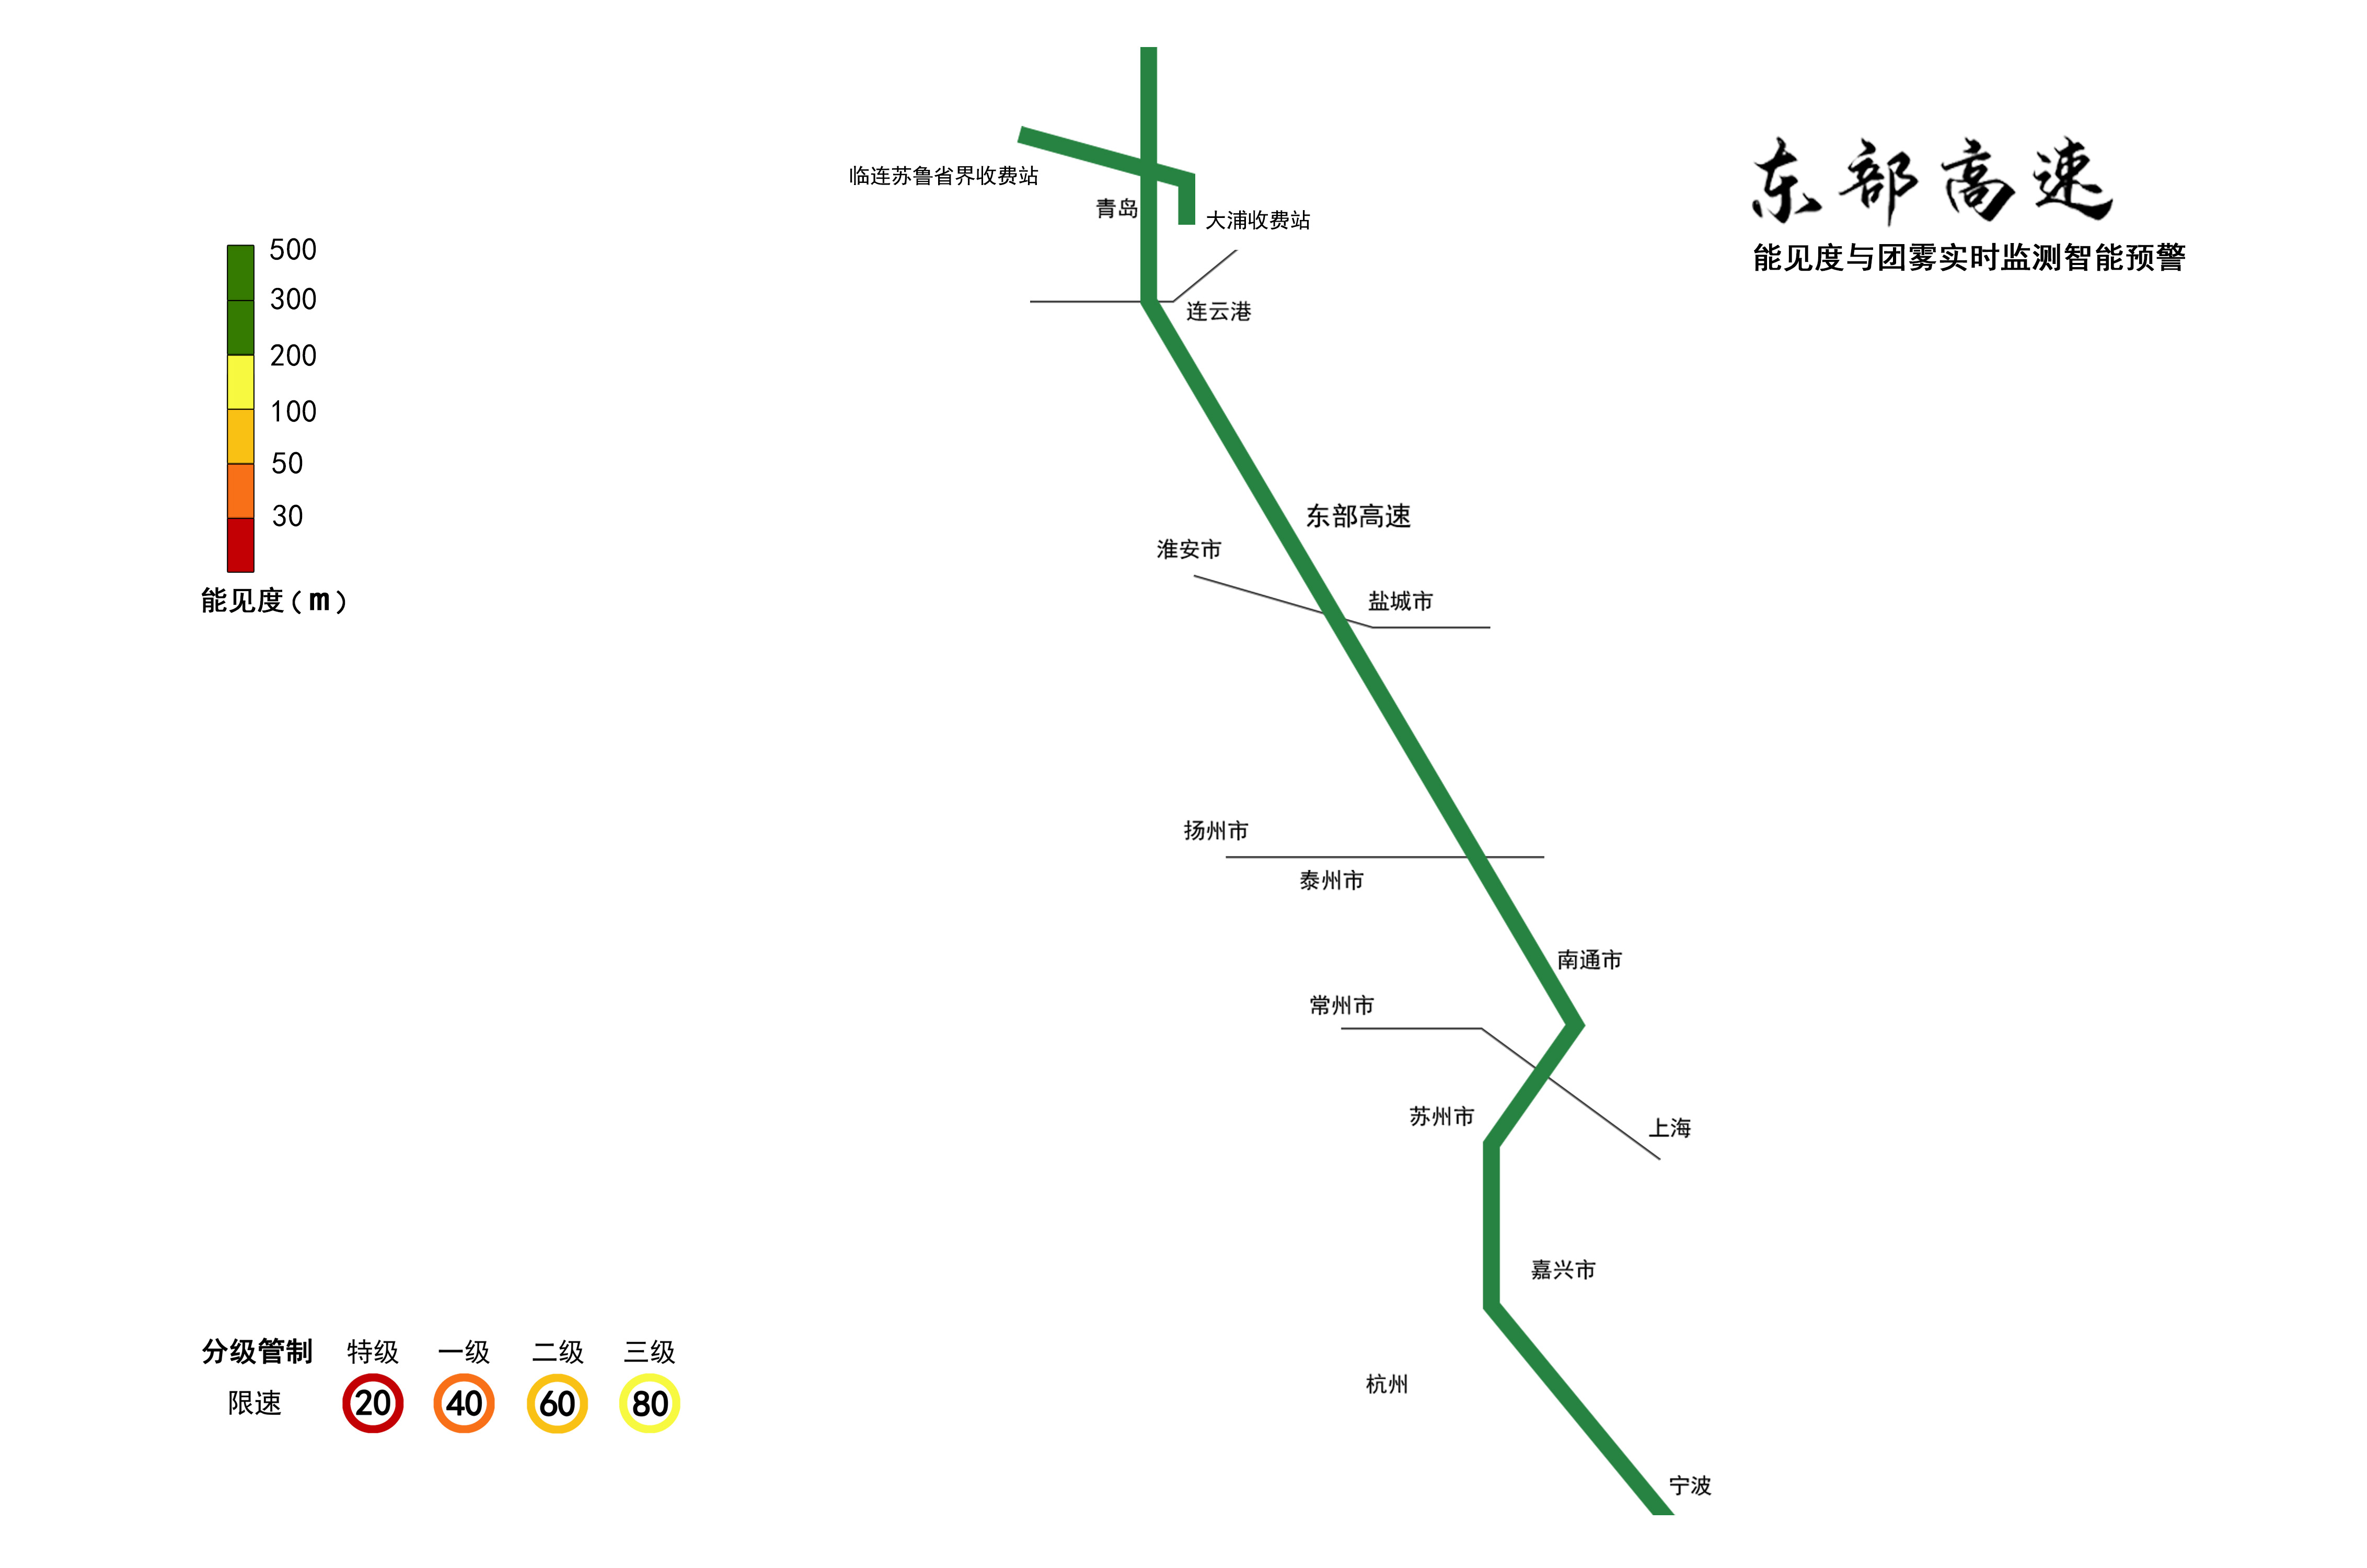 东部高速
能见度与团雾实时监测智能预警
临连苏鲁省界收费站
青岛
大浦收费站
连云港
500
300
200
100
50
30
能见度(m)
东部高速
淮安市
盐城市
扬州市
泰州市
南通市
常州市
苏州市
上海
嘉兴市
杭州
宁波
分级管制 特级 一级 二级 三级
限速 20 40 60 80